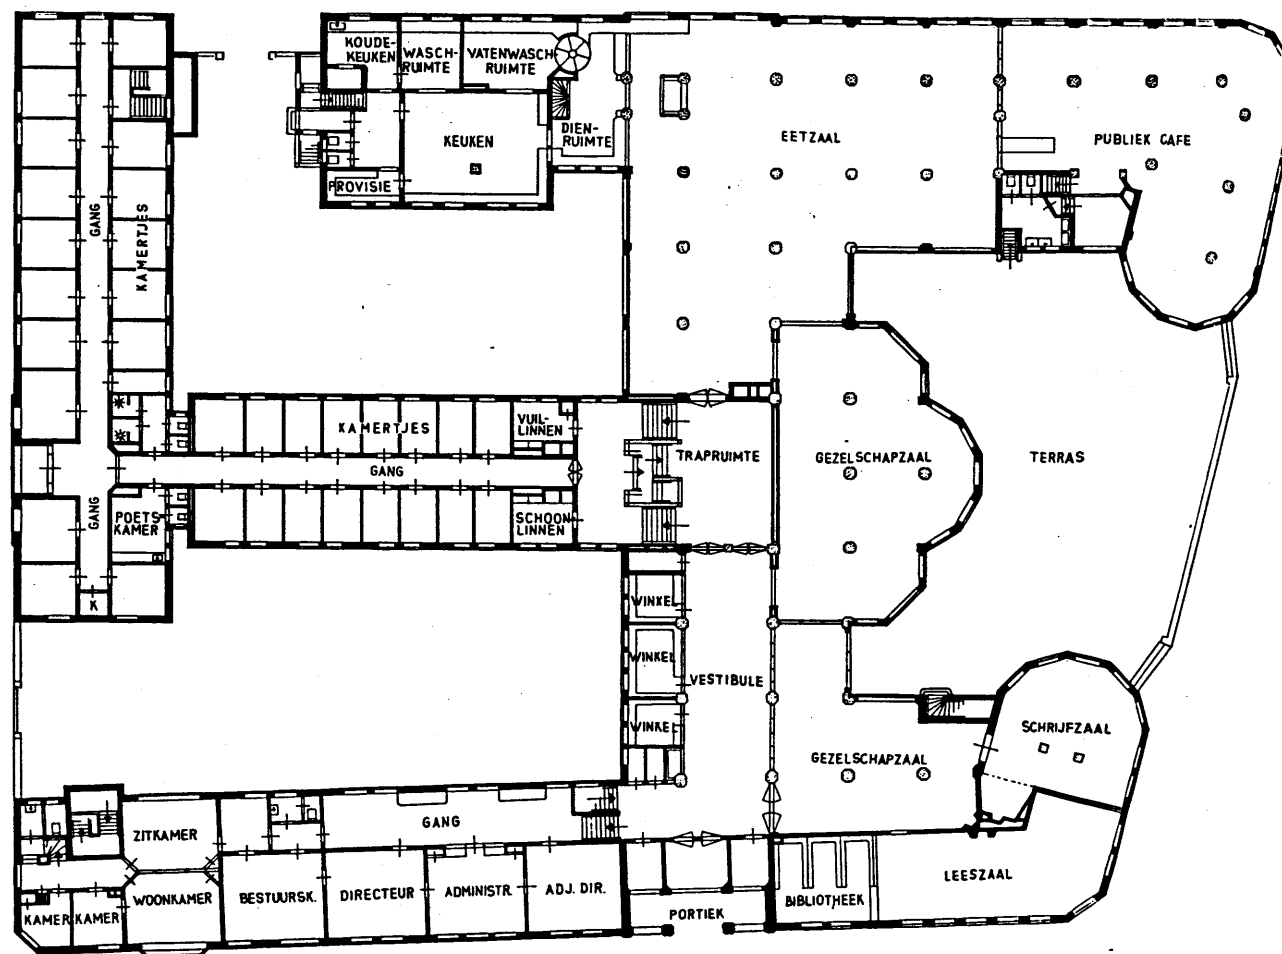 KOUDE-
KEUKEN
WASCH-
RUIMTE
VATENWASCH-
RUIMTE
KEUKEN
DIEN-
RUIMTE
PROVISIE
EETZAAL
PUBLIEK CAFE
GANG
KAMERTJES
KAMERTJES
VUIL-
LINNEN
GANG
TRAPRUIMTE
GEZELSCHAPZAAL
TERRAS
GANG
POETS-
KAMER
SCHOON
LINNEN
K
WINKEL
WINKEL
WINKEL
VESTIBULE
SCHRIJFZAAL
GEZELSCHAPZAAL
ZITKAMER
GANG
LEESZAAL
KAMER
KAMER
WOONKAMER
BESTUURSK.
DIRECTEUR
ADMINISTR.
ADJ. DIR.
PORTIEK
BIBLIOTHEEK